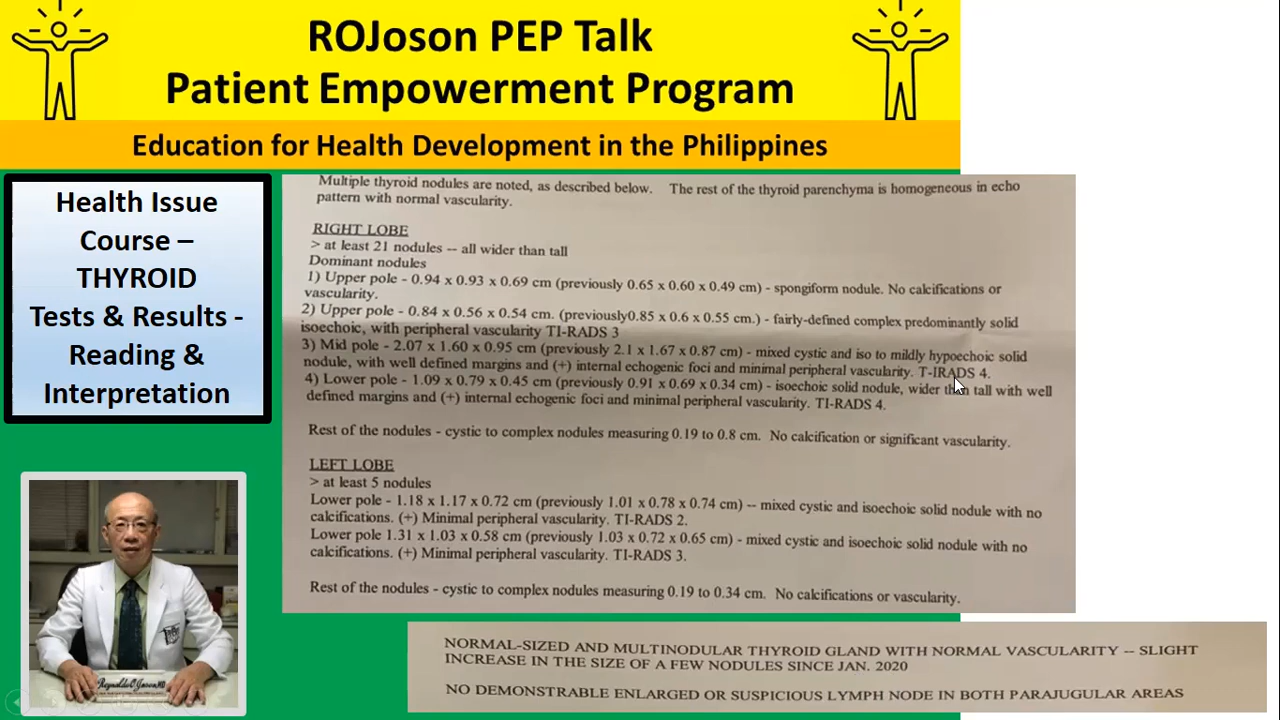 ROJoson PEP Talk
Patient Empowerment Program
Education for Health Development in the Philippines
Health Issue
Course –
THYROID
Tests & Results -
Reading &
Interpretation
Multiple thyroid nodules are noted, as described below. The rest of the thyroid parenchyma is homogeneous in echo
pattern with normal vascularity.
RIGHT LOBE
> at least 21 nodules -- all wider than tall
Dominant nodules
1) Upper pole - 0.94 x 0.93 x 0.69 cm (previously 0.65 x 0.60 x 0.49 cm) - spongiform nodule. No calcifications or
vascularity.
2) Upper pole - 0.84 x 0.56 x 0.54 cm. (previously0.85 x 0.6 x 0.55 cm.) - fairly-defined complex predominantly solid
isoechoic, with peripheral vascularity TI-RADS 3
3) Mid pole - 2.07 x 1.60 x 0.95 cm (previously 2.1 x 1.67 x 0.87 cm) - mixed cystic and iso to mildly hypoechoic solid
nodule, with well defined margins and (+) internal echogenic foci and minimal peripheral vascularity. T-IRADS 4.
4) Lower pole - 1.09 x 0.79 x 0.45 cm (previously 0.91 x 0.69 x 0.34 cm) - isoechoic solid nodule, wider than tall with well
defined margins and (+) internal echogenic foci and minimal peripheral vascularity. TI-RADS 4.
Rest of the nodules - cystic to complex nodules measuring 0.19 to 0.8 cm. No calcification or significant vascularity.
LEFT LOBE
> at least 5 nodules
Lower pole - 1.18 x 1.17 x 0.72 cm (previously 1.01 x 0.78 x 0.74 cm) -- mixed cystic and isoechoic solid nodule with no
calcifications. (+) Minimal peripheral vascularity. TI-RADS 2.
Lower pole 1.31 x 1.03 x 0.58 cm (previously 1.03 x 0.72 x 0.65 cm) - mixed cystic and isoechoic solid nodule with no
calcifications. (+) Minimal peripheral vascularity. TI-RADS 3.
Rest of the nodules - cystic to complex nodules measuring 0.19 to 0.34 cm. No calcifications or vascularity.
NORMAL-SIZED AND MULTINODULAR THYROID GLAND WITH NORMAL VASCULARITY -- SLIGHT
INCREASE IN THE SIZE OF A FEW NODULES SINCE JAN. 2020
NO DEMONSTRABLE ENLARGED OR SUSPICIOUS LYMPH NODE IN BOTH PARAJUGULAR AREAS
Reynaldo O. Joson, MD